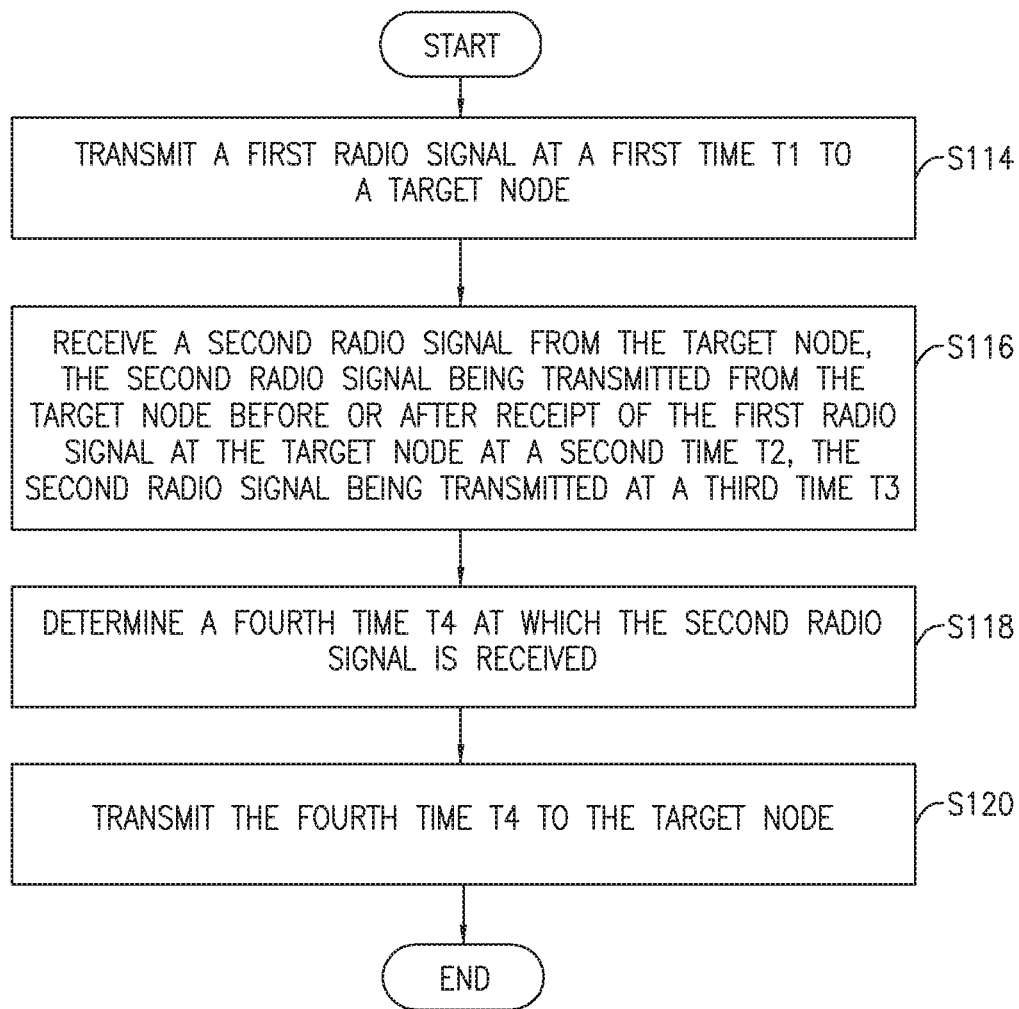 START
TRANSMIT A FIRST RADIO SIGNAL AT A FIRST TIME T1 TO
A TARGET NODE
S114
RECEIVE A SECOND RADIO SIGNAL FROM THE TARGET NODE,
THE SECOND RADIO SIGNAL BEING TRANSMITTED FROM THE
TARGET NODE BEFORE OR AFTER RECEIPT OF THE FIRST RADIO
SIGNAL AT THE TARGET NODE AT A SECOND TIME T2, THE
SECOND RADIO SIGNAL BEING TRANSMITTED AT A THIRD TIME T3
S116
DETERMINE A FOURTH TIME T4 AT WHICH THE SECOND RADIO
SIGNAL IS RECEIVED
S118
TRANSMIT THE FOURTH TIME T4 TO THE TARGET NODE
S120
END